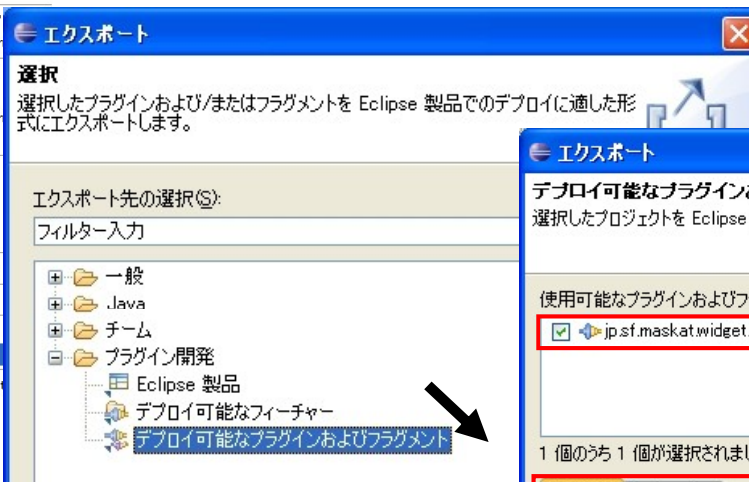 エクスポート
選択
選択したプラグインおよび/またはフラグメントを Eclipse 製品でのデプロイに適した形
式にエクスポートします。
エクスポート先の選択(S):
フィルター入力
一般
Java
チーム
プラグイン開発
Eclipse 製品
デプロイ可能なフィーチャー
デプロイ可能なプラグインおよびフラグメント
エクスポート
デプロイ可能なプラグイン
選択したプロジェクトを Eclipse
使用可能なプラグインおよびフ
jp.sf.maskat.widget.
1 個のうち 1 個が選択されまし